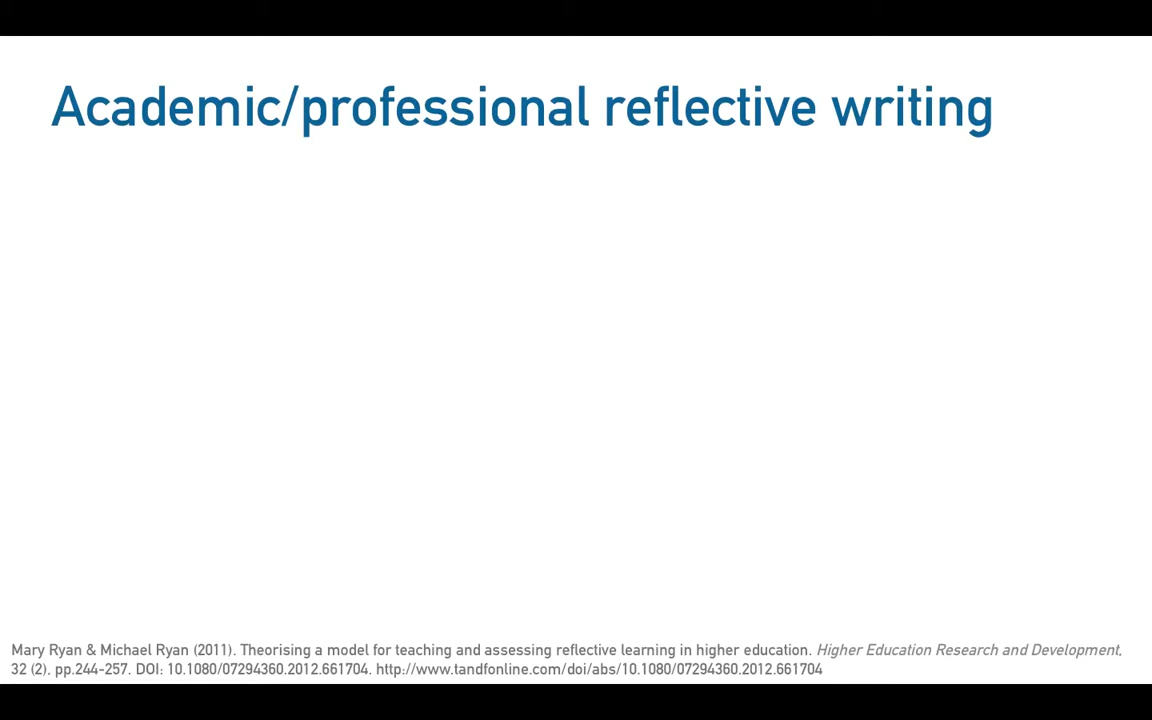 Academic/professional reflective writing
Mary Ryan & Michael Ryan (2011). Theorising a model for teaching and assessing reflective learning in higher education. Higher Education Research and Development,
32 (2), pp.244-257. DOI: 10.1080/07294360.2012.661704. http://www.tandfonline.com/doi/abs/10.1080/07294360.2012.661704